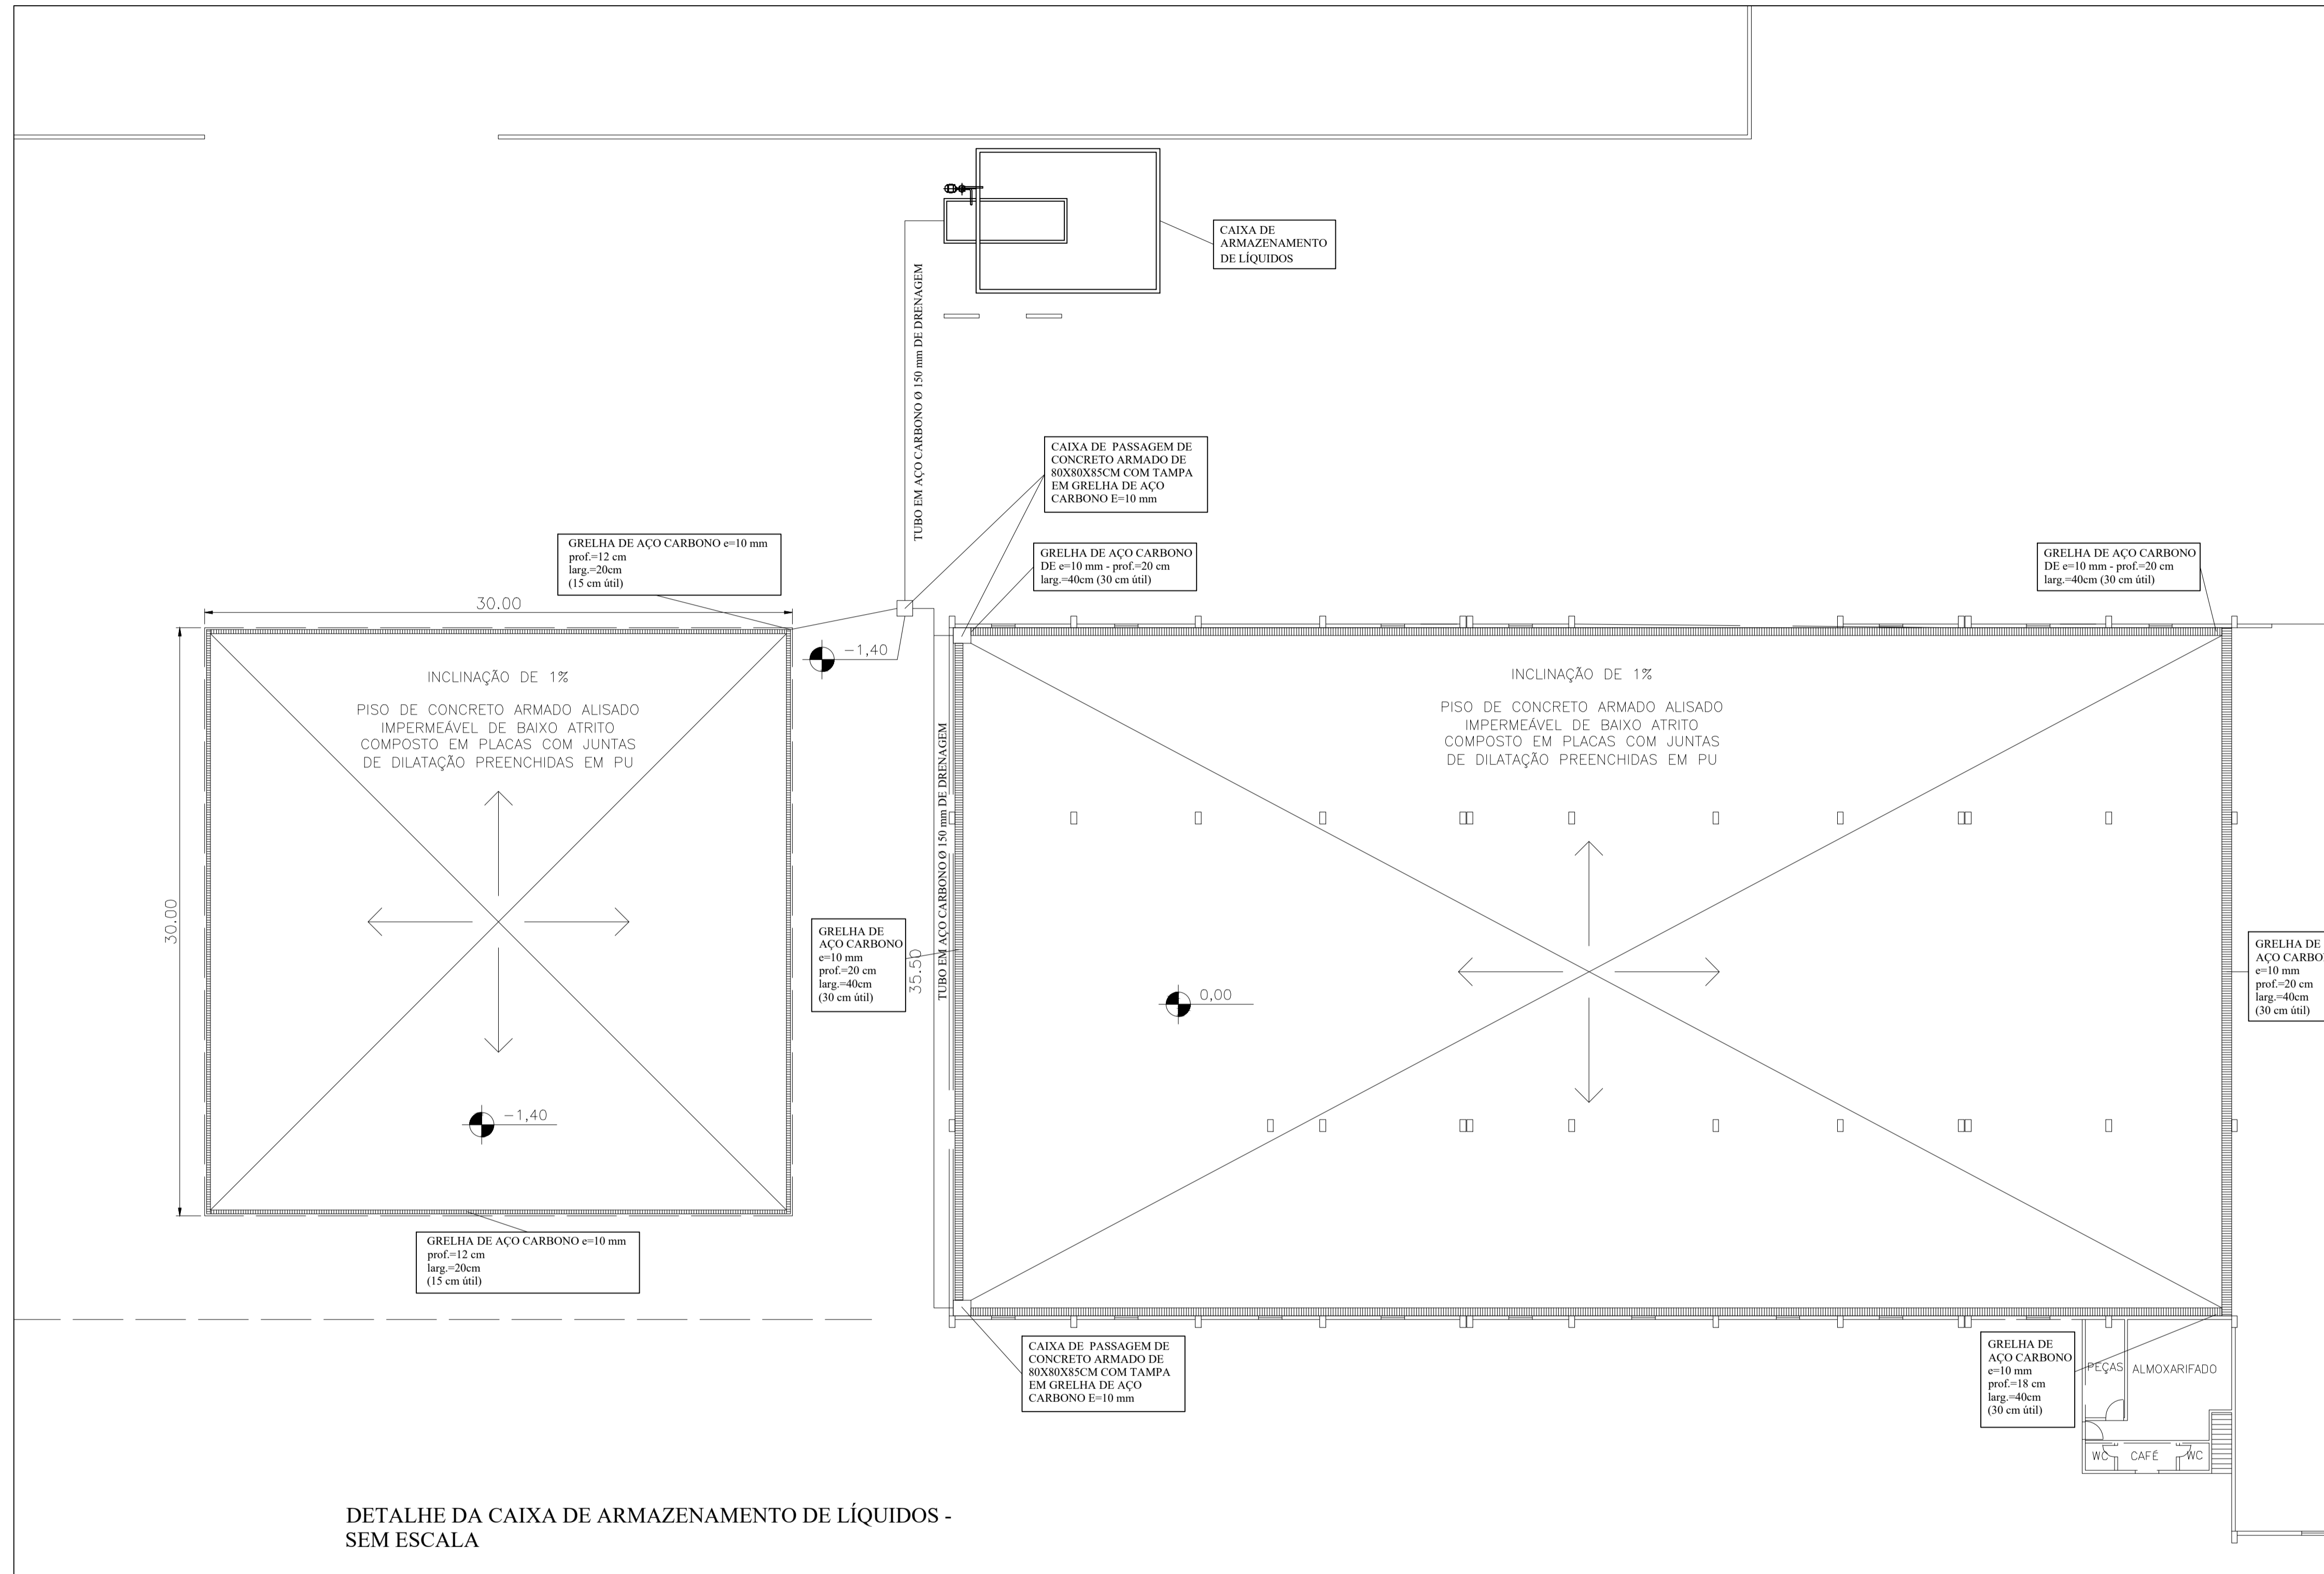 CAIXA DE
ARMAZENAMENTO
DE LÍQUIDOS
TUBO EM AÇO CARBONO Ø 150 mm DE DRENAGEM
CAIXA DE PASSAGEM DE
CONCRETO ARMADO DE
80X80X85CM COM TAMPA
EM GRELHA DE AÇO
CARBONO E=10 mm
GRELHA DE AÇO CARBONO e=10 mm
prof.=12 cm
larg.=20cm
(15 cm útil)
GRELHA DE AÇO CARBONO
DE e=10 mm - prof.=20 cm
larg.=40cm (30 cm útil)
GRELHA DE AÇO CARBONO
DE e=10 mm - prof.=20 cm
larg.=40cm (30 cm útil)
30.00
30.00
-1,40
INCLINAÇÃO DE 1%
PISO DE CONCRETO ARMADO ALISADO
IMPERMEÁVEL DE BAIXO ATRITO
COMPOSTO EM PLACAS COM JUNTAS
DE DILATAÇÃO PREENCHIDAS EM PU
INCLINAÇÃO DE 1%
PISO DE CONCRETO ARMADO ALISADO
IMPERMEÁVEL DE BAIXO ATRITO
COMPOSTO EM PLACAS COM JUNTAS
DE DILATAÇÃO PREENCHIDAS EM PU
TUBO EM AÇO CARBONO Ø 150 mm DE DRENAGEM
GRELHA DE
AÇO CARBONO
e=10 mm
prof.=20 cm
larg.=40cm
(30 cm útil)
35.50
0,00
GRELHA DE
AÇO CARBO
e=10 mm
prof.=20 cm
larg.=40cm
(30 cm útil)
-1,40
GRELHA DE AÇO CARBONO e=10 mm
prof.=12 cm
larg.=20cm
(15 cm útil)
CAIXA DE PASSAGEM DE
CONCRETO ARMADO DE
80X80X85CM COM TAMPA
EM GRELHA DE AÇO
CARBONO E=10 mm
GRELHA DE
AÇO CARBONO
e=10 mm
prof.=18 cm
larg.=40cm
(30 cm útil)
PEÇAS
ALMOXARIFADO
WC
CAFÉ
WC
DETALHE DA CAIXA DE ARMAZENAMENTO DE LÍQUIDOS -
SEM ESCALA